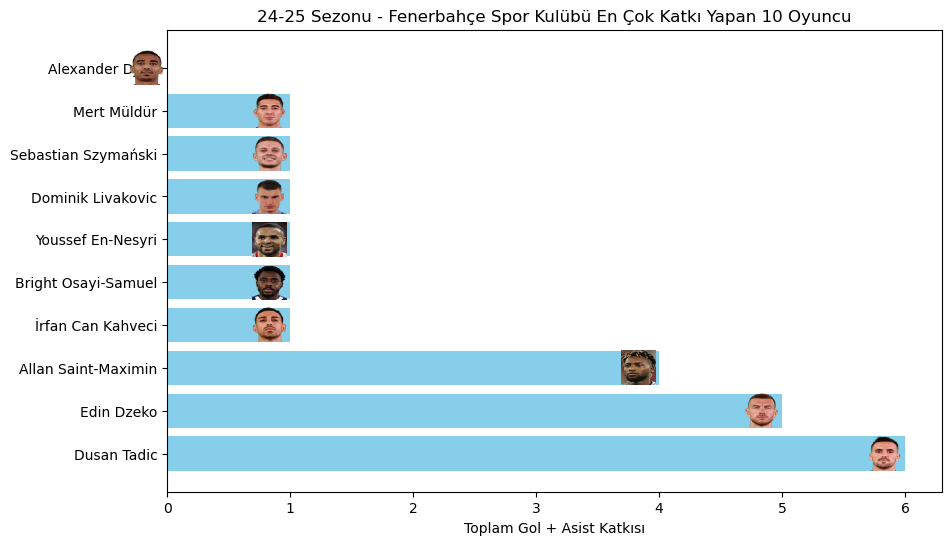 24-25 Sezonu - Fenerbahçe Spor Kulübü En Çok Katkı Yapan 10 Oyuncu
Alexander
Mert Müldür
Sebastian Szymański
Dominik Livakovic
Youssef En-Nesyri
Bright Osayi-Samuel
İrfan Can Kahveci
Allan Saint-Maximin
Edin Dzeko
Dusan Tadic
0 1 2 3 4 5 6
Toplam Gol + Asist Katkısı